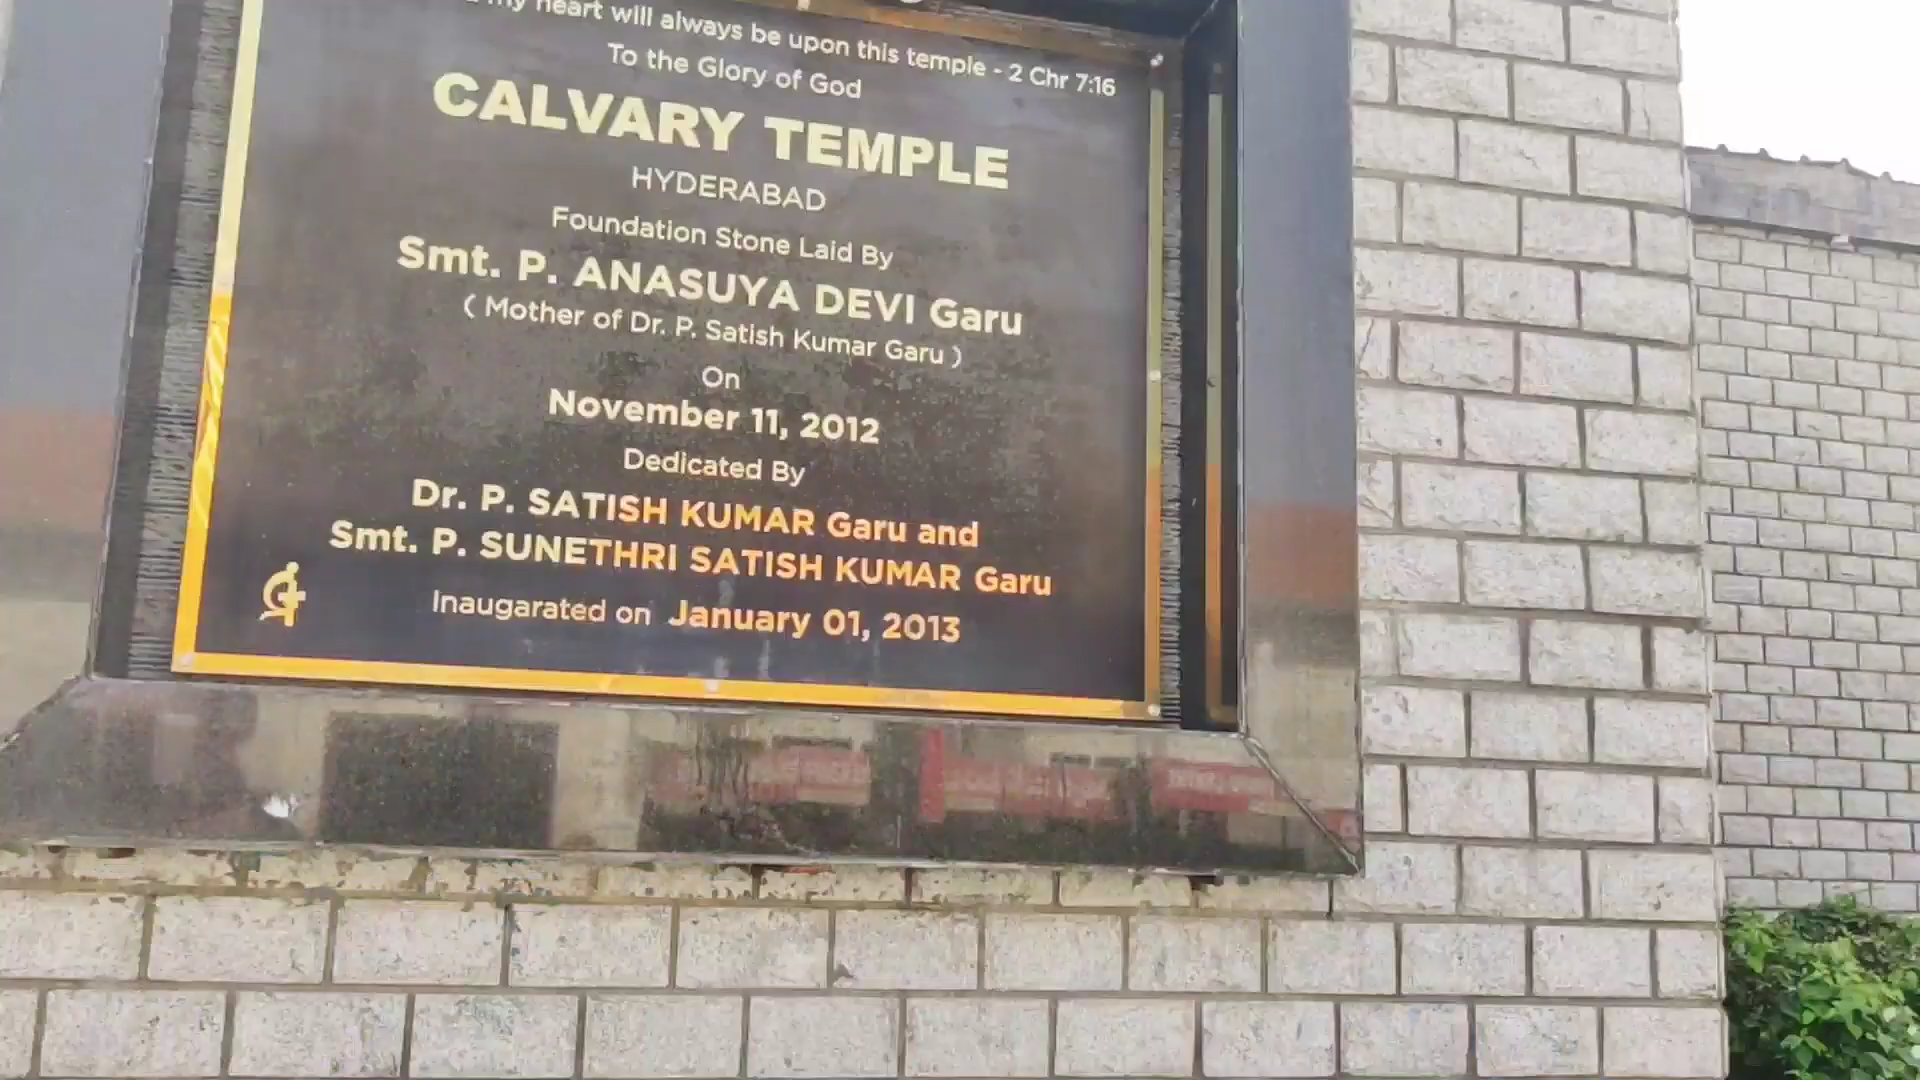 my heart will always be upon this temple - 2 Chr 7:16
To the Glory of God
CALVARY TEMPLE
HYDERABAD
Foundation Stone Laid By
Smt. P. ANASUYA DEVI Garu
( Mother of Dr. P. Satish Kumar Garu )
On
November 11, 2012
Dedicated By
Dr. P. SATISH KUMAR Garu and
Smt. P. SUNETHRI SATISH KUMAR Garu
Inaugarated on January 01, 2013